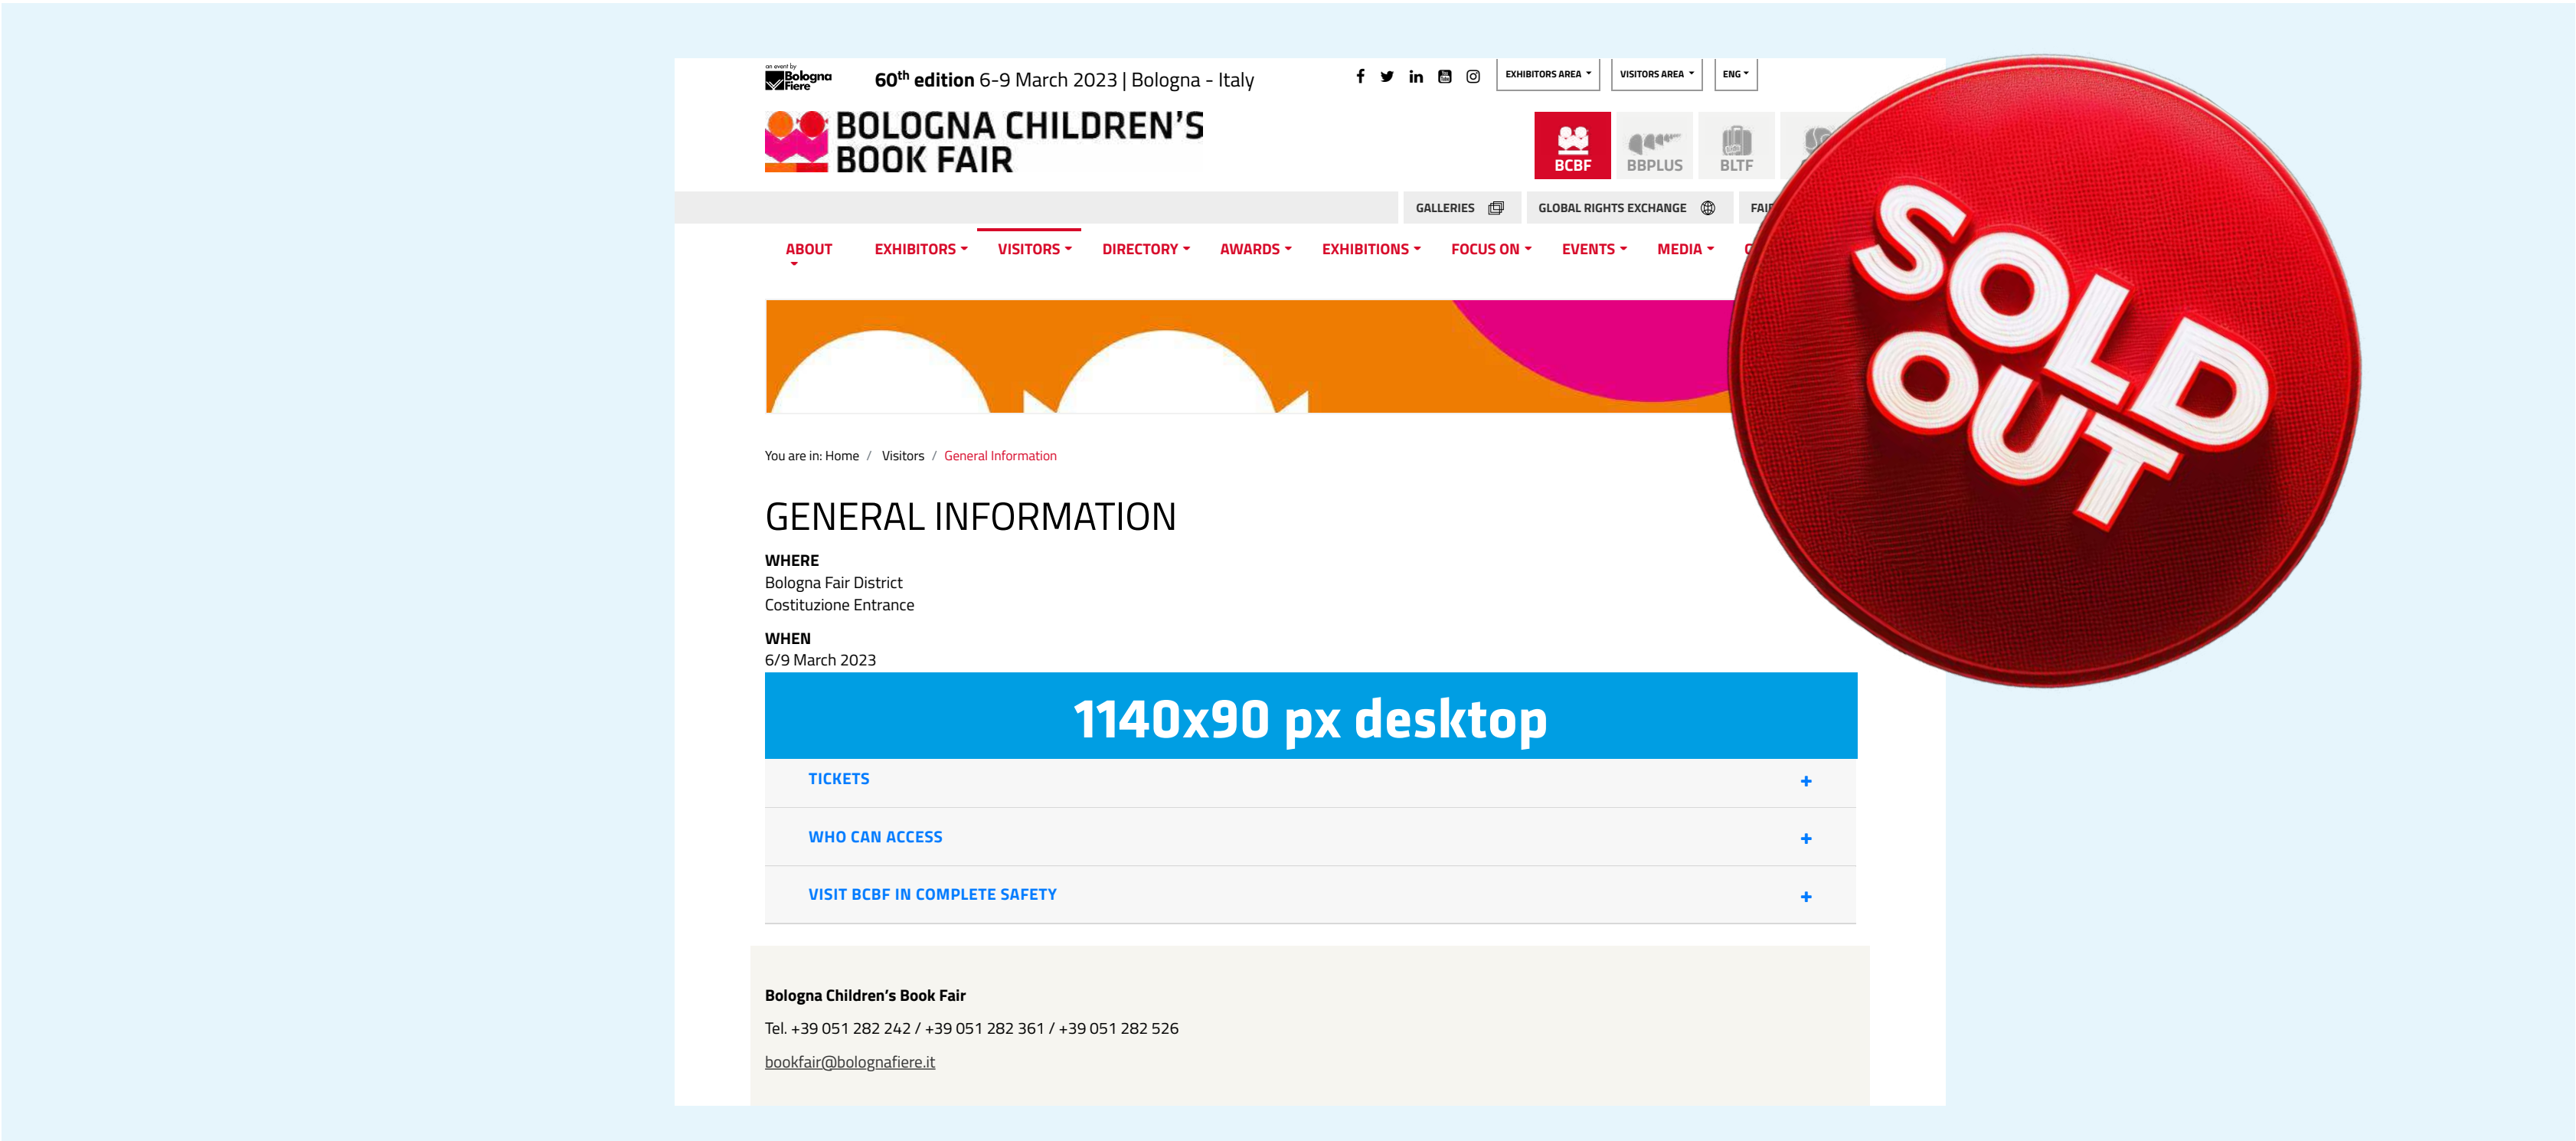 an event by
Bologna
Fiere
60th edition 6-9 March 2023 | Bologna - Italy
EXHIBITORS AREA
VISITORS AREA
ENG
BOLOGNA CHILDREN'S
BOOK FAIR
BCBF
BBPLUS
BLTF
GALLERIES
GLOBAL RIGHTS EXCHANGE
ABOUT
EXHIBITORS
VISITORS
DIRECTORY
AWARDS
EXHIBITIONS
FOCUS ON
EVENTS
MEDIA
SOLD
OUT
You are in: Home / Visitors / General Information
GENERAL INFORMATION
WHERE
Bologna Fair District
Costituzione Entrance
WHEN
6/9 March 2023
1140x90 px desktop
TICKETS +
WHO CAN ACCESS +
VISIT BCBF IN COMPLETE SAFETY +
Bologna Children’s Book Fair
Tel. +39 051 282 242 / +39 051 282 361 / +39 051 282 526
bookfair@bolognafiere.it